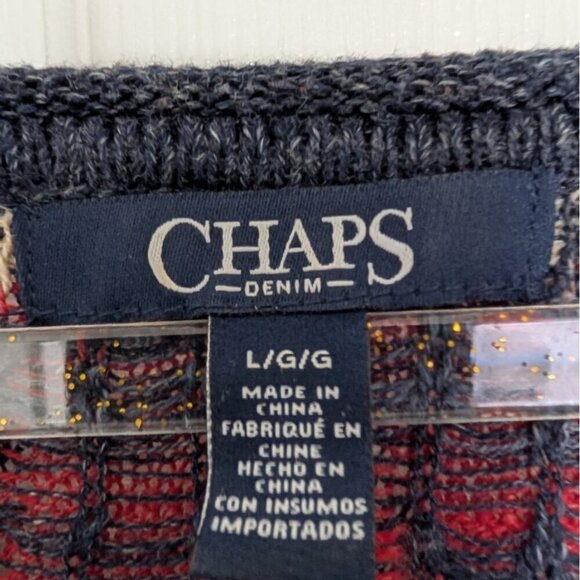 CHAPS
DENIM
L/G/G
MADE IN
CHINA
FABRIQUÉ EN
CHINE
HECHO EN
CHINA
CON INSUMOS
IMPORTADOS